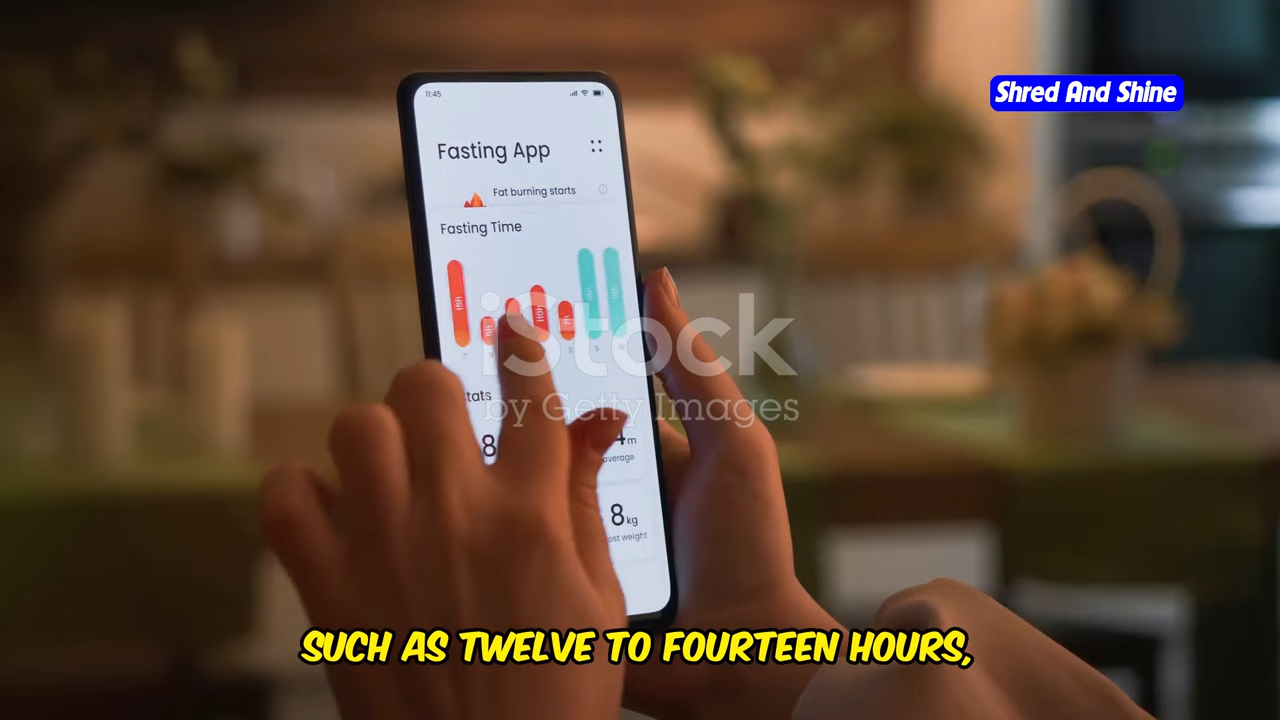 Shred And Shine
11:45
Fasting App
Fat burning starts
Fasting Time
iStock
by Getty Images
tats
8
m
average
8kg
ost weight
SUCH AS TWELVE TO FOURTEEN HOURS,